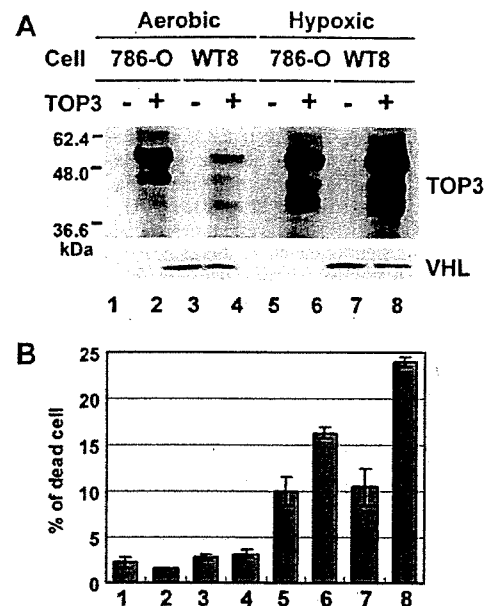 A
Aerobic Hypoxic
Cell 786-O WT8 786-O WT8
TOP3 - + - + - + - +
62.4
48.0
36.6
kDa
TOP3
VHL
1 2 3 4 5 6 7 8
B
% of dead cell
25
20
15
10
5
0
1 2 3 4 5 6 7 8